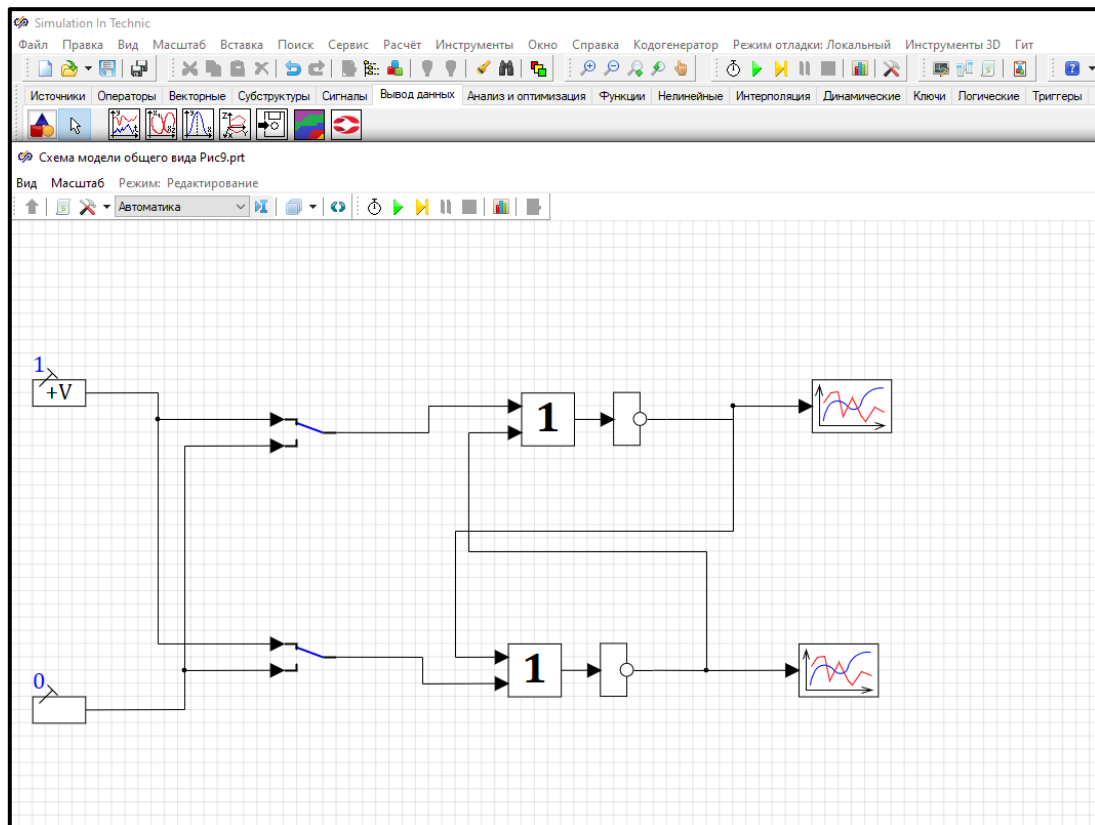 Simulation In Technic
Файл Правка Вид Масштаб Вставка Поиск Сервис Расчёт Инструменты Окно Справка Кодогенератор Режим отладки: Локальный Инструменты 3D Гит
Источники Операторы Векторные Субструктуры Сигналы Вывод данных Анализ и оптимизация Функции Нелинейные Интерполяция Динамические Ключи Логические Триггеры
Схема модели общего вида Рис9.prt
Вид Масштаб Режим: Редактирование
Автоматика
1
+V
1
0
1